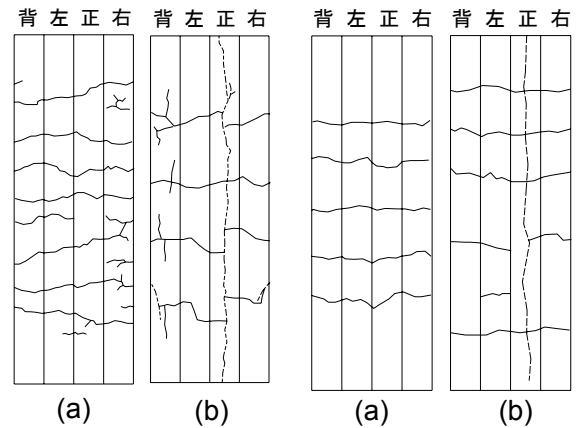 背 左 正 右 背 左 正 右 背 左 正 右 背 左 正 右
(a) (b) (a) (b)